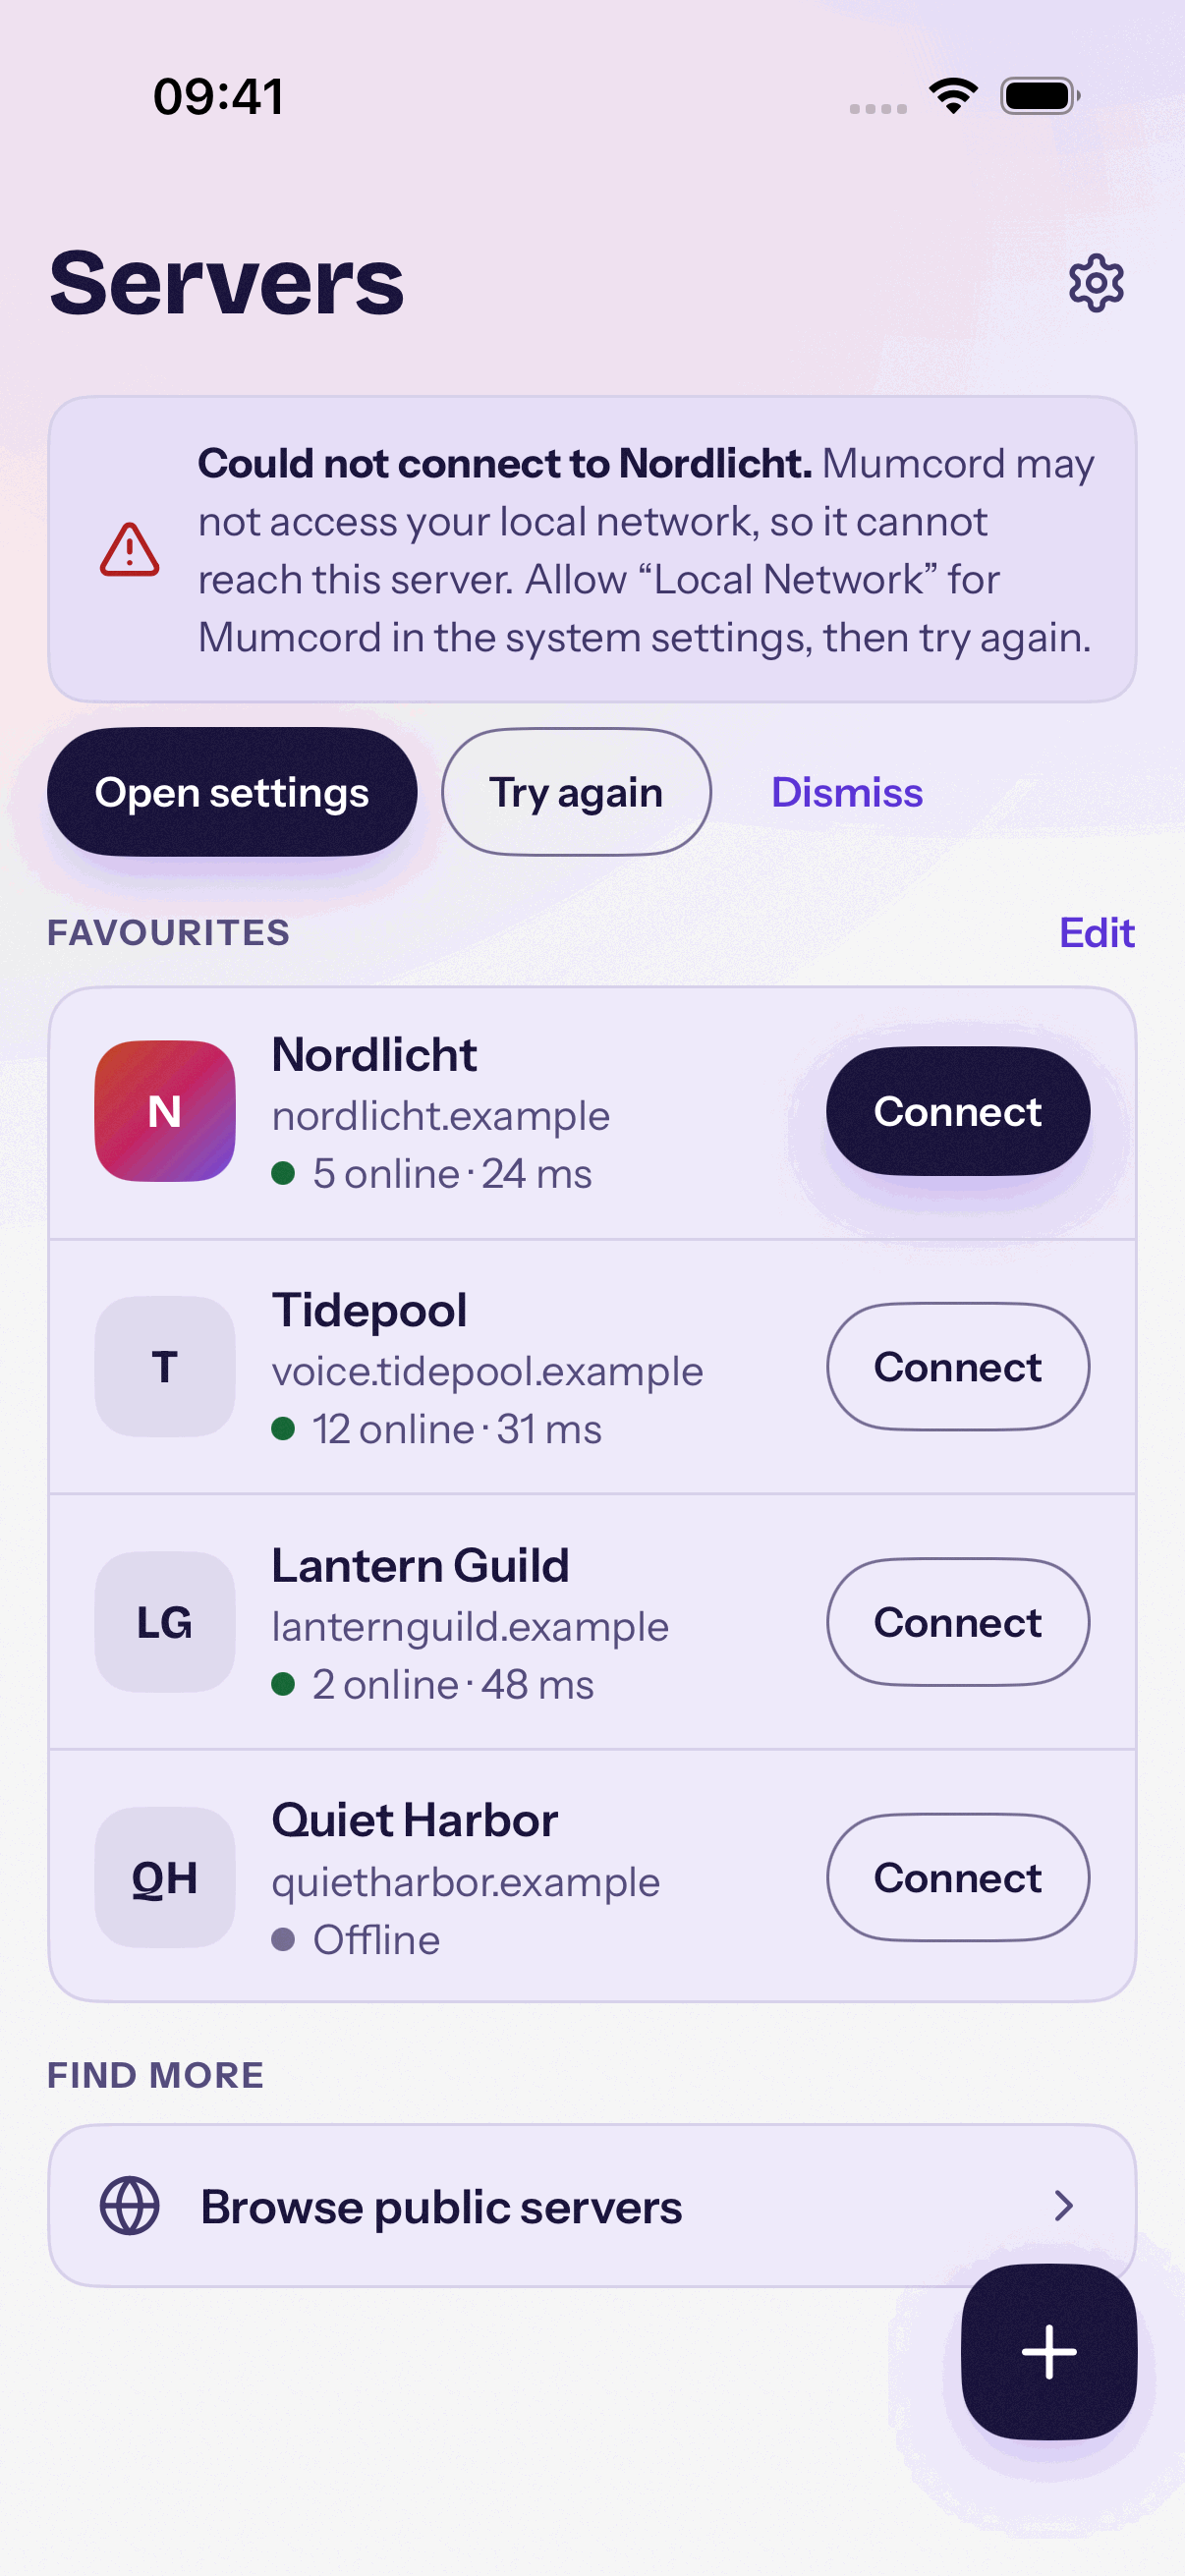 09:41
Servers
Could not connect to Nordlicht. Mumcord may
not access your local network, so it cannot
reach this server. Allow “Local Network” for
Mumcord in the system settings, then try again.
Open settings
Try again
Dismiss
FAVOURITES
Edit
N
Nordlicht
nordlicht.example
5 online · 24 ms
Connect
T
Tidepool
voice.tidepool.example
12 online · 31 ms
Connect
LG
Lantern Guild
lanternguild.example
2 online · 48 ms
Connect
QH
Quiet Harbor
quietharbor.example
Offline
Connect
FIND MORE
Browse public servers